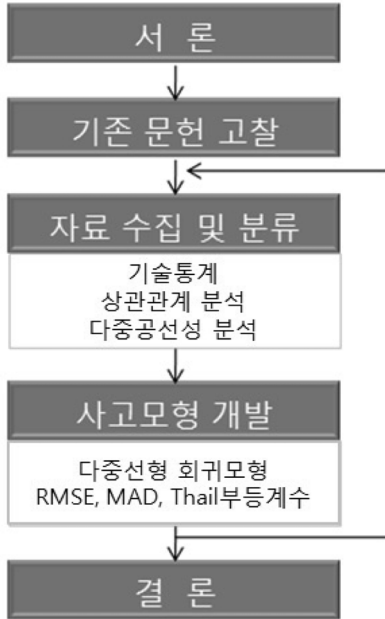 서 론
기존 문헌 고찰
자료 수집 및 분류
기술통계
상관관계 분석
다중공선성 분석
사고모형 개발
다중선형 회귀모형
RMSE, MAD, Thail부등계수
결 론